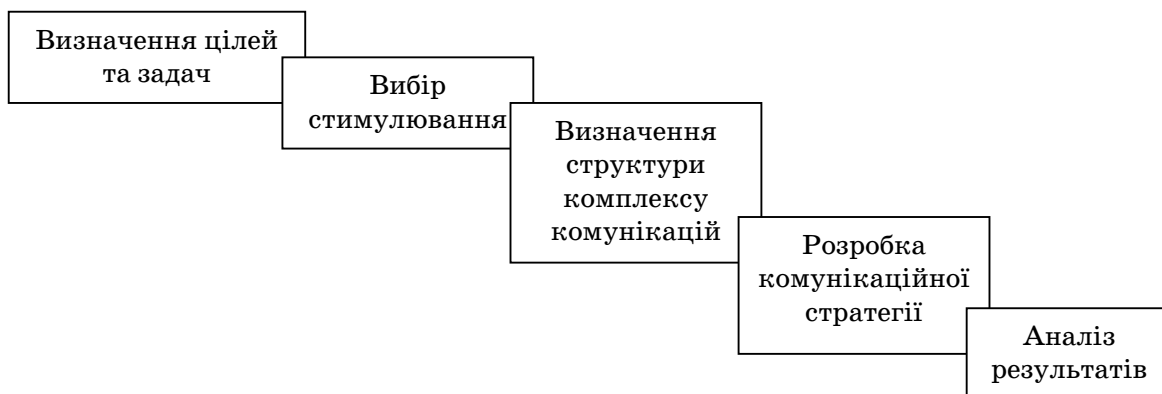 Визначення цілей
та задач
Вибір
стимулювання
Визначення
структури
комплексу
комунікацій
Розробка
комунікаційної
стратегії
Аналіз
результатів